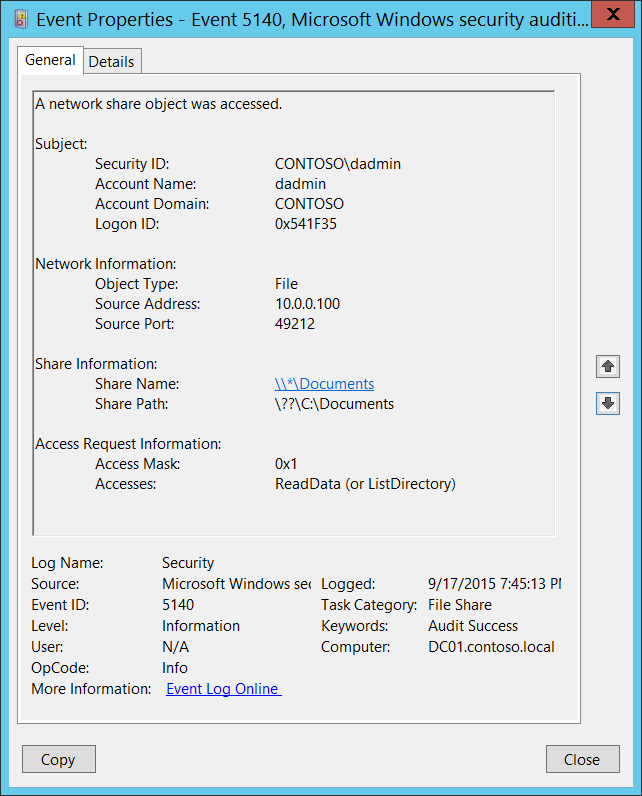 Event Properties - Event 5140, Microsoft Windows security auditi...
X
General
Details
A network share object was accessed.
Subject:
Security ID: CONTOSO\dadmin
Account Name: dadmin
Account Domain: CONTOSO
Logon ID: 0x541F35
Network Information:
Object Type: File
Source Address: 10.0.0.100
Source Port: 49212
Share Information:
Share Name: \\*\Documents
Share Path: \??\C:\Documents
Access Request Information:
Access Mask: 0x1
Accesses: ReadData (or ListDirectory)
Log Name: Security
Source: Microsoft Windows sec Logged: 9/17/2015 7:45:13 PM
Event ID: 5140 Task Category: File Share
Level: Information Keywords: Audit Success
User: N/A Computer: DC01.contoso.local
OpCode: Info
More Information: Event Log Online
Copy
Close